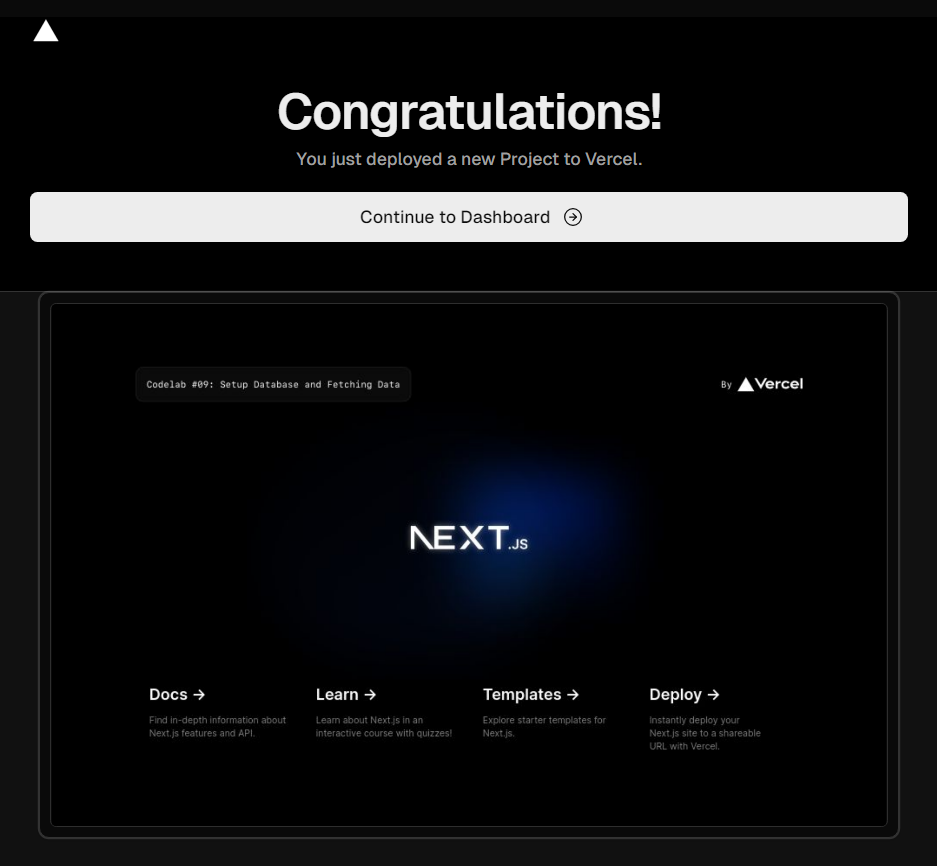 Congratulations!
You just deployed a new Project to Vercel.
Continue to Dashboard
Codelab #09: Setup Database and Fetching Data
By Vercel
NEXT.JS
Docs →
Find in-depth information about
Next.js features and API.
Learn →
Learn about Next.js in an
interactive course with quizzes!
Templates →
Explore starter templates for
Next.js.
Deploy →
Instantly deploy your
Next.js site to a shareable
URL with Vercel.